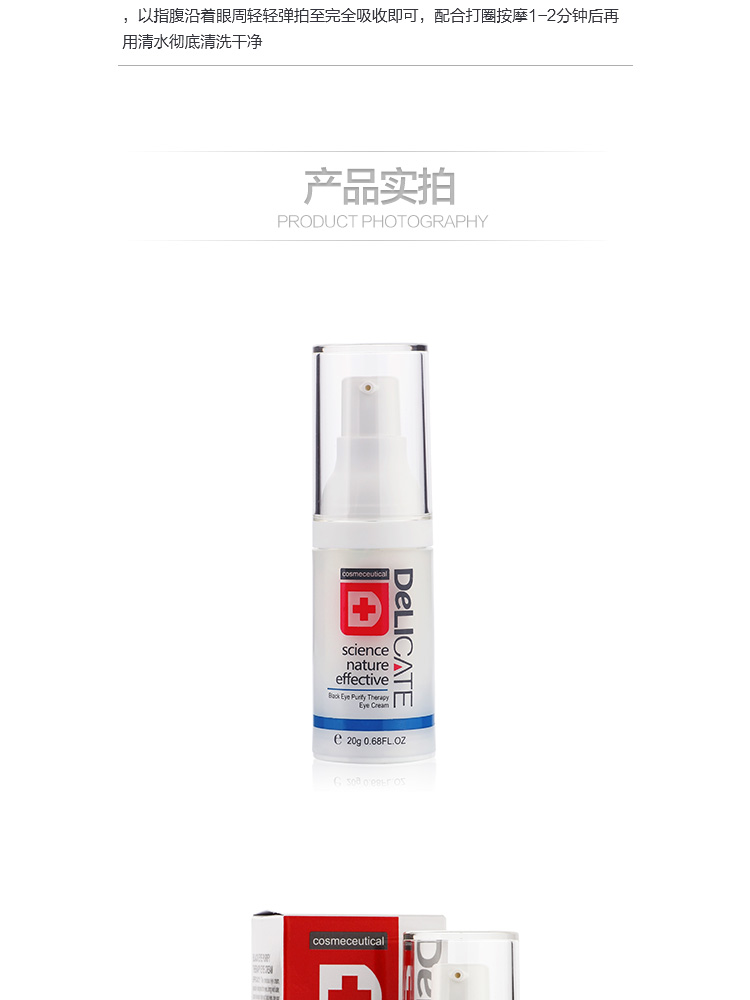 ，以指腹沿着眼周轻轻弹拍至完全吸收即可，配合打圈按摩1-2分钟后再
用清水彻底清洗干净
产品实拍
PRODUCT PHOTOGRAPHY
cosmeceutical
DeLICATE
science
nature
effective
Black Eye Purify Therapy
Eye Cream
℮ 20g 0.68FL.OZ
cosmeceutical
De